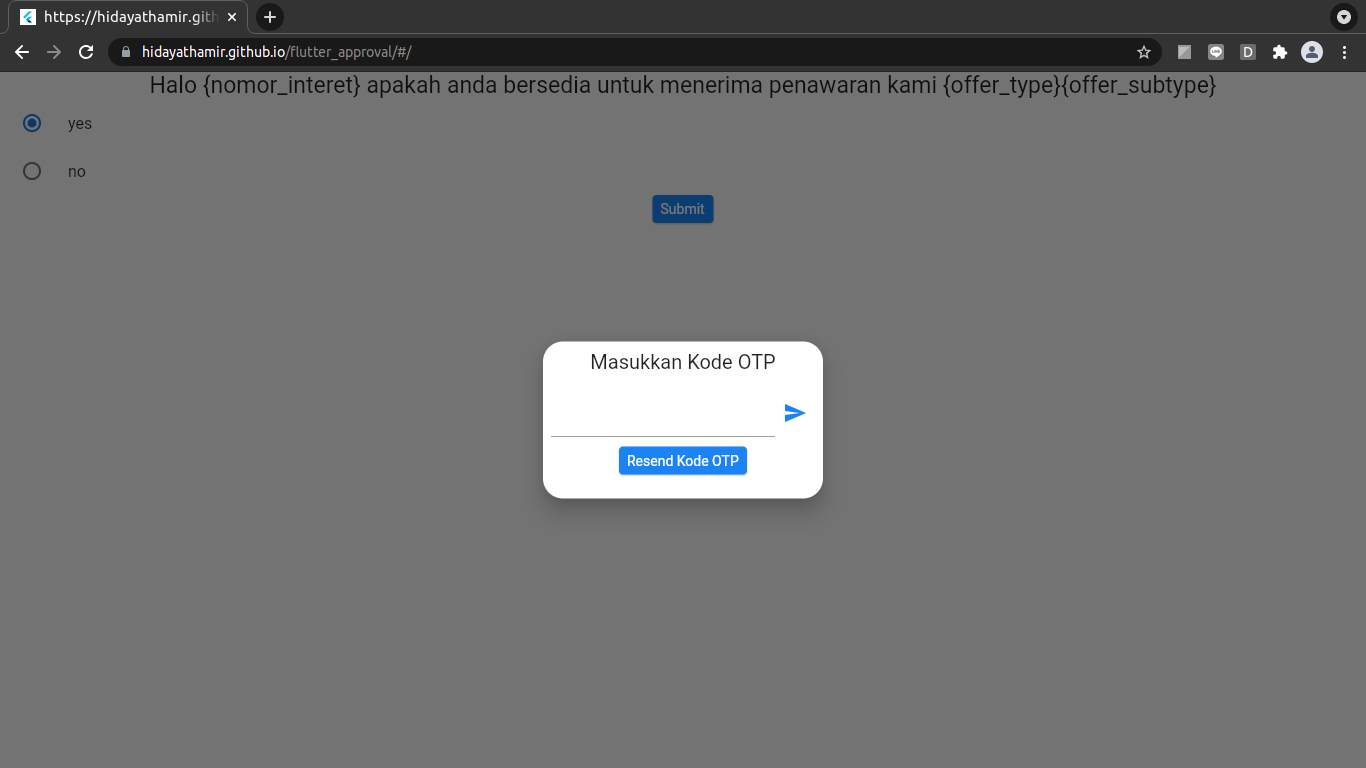 https://hidayathamir.gith
hidayathamir.github.io/flutter_approval/#/
D
Halo {nomor_interet} apakah anda bersedia untuk menerima penawaran kami {offer_type}{offer_subtype}
yes
no
Submit
Masukkan Kode OTP
Resend Kode OTP